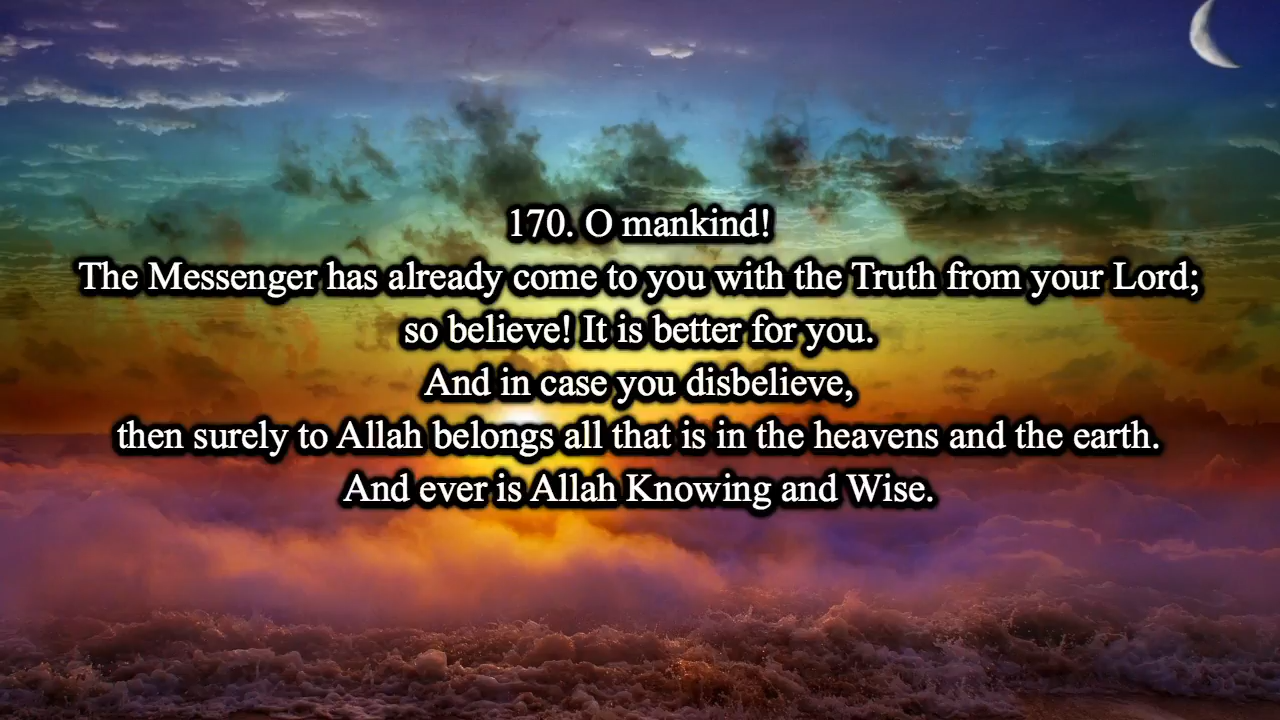 170. O mankind!
The Messenger has already come to you with the Truth from your Lord;
so believe! It is better for you.
And in case you disbelieve,
then surely to Allah belongs all that is in the heavens and the earth.
And ever is Allah Knowing and Wise.